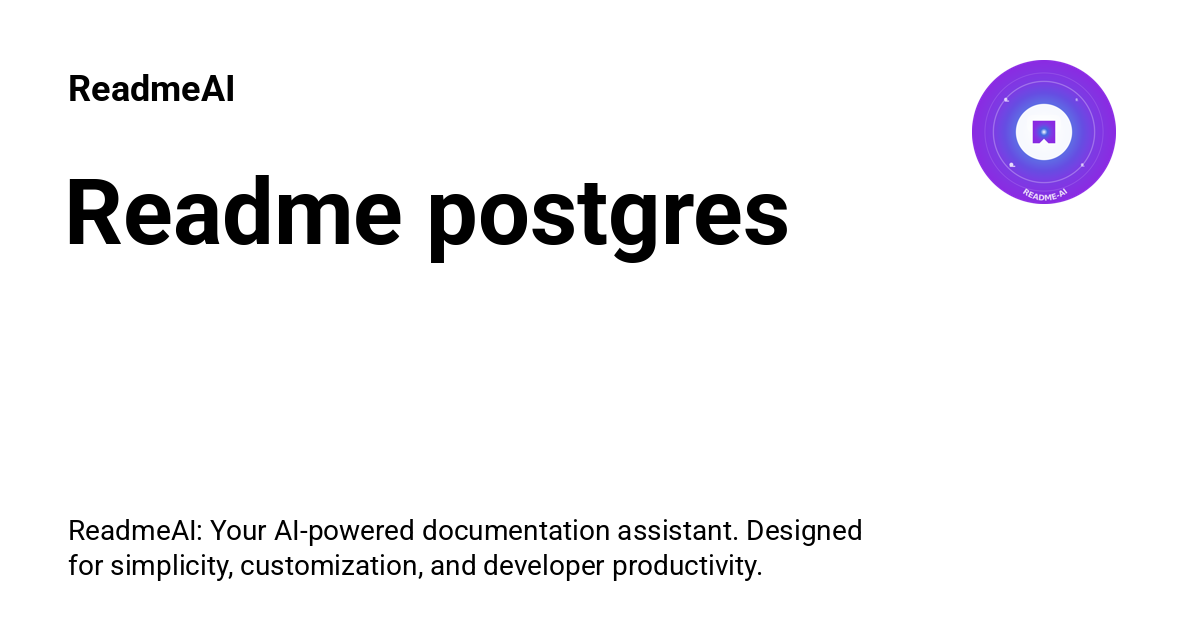 ReadmeAI
README-AI
Readme postgres
ReadmeAI: Your AI-powered documentation assistant. Designed
for simplicity, customization, and developer productivity.